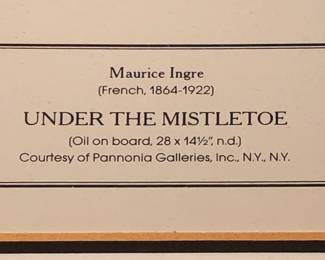 Maurice Ingre
(French, 1864-1922)
UNDER THE MISTLETOE
(Oil on board, 28 x 14½", n.d.)
Courtesy of Pannonia Galleries, Inc., N.Y., N.Y.